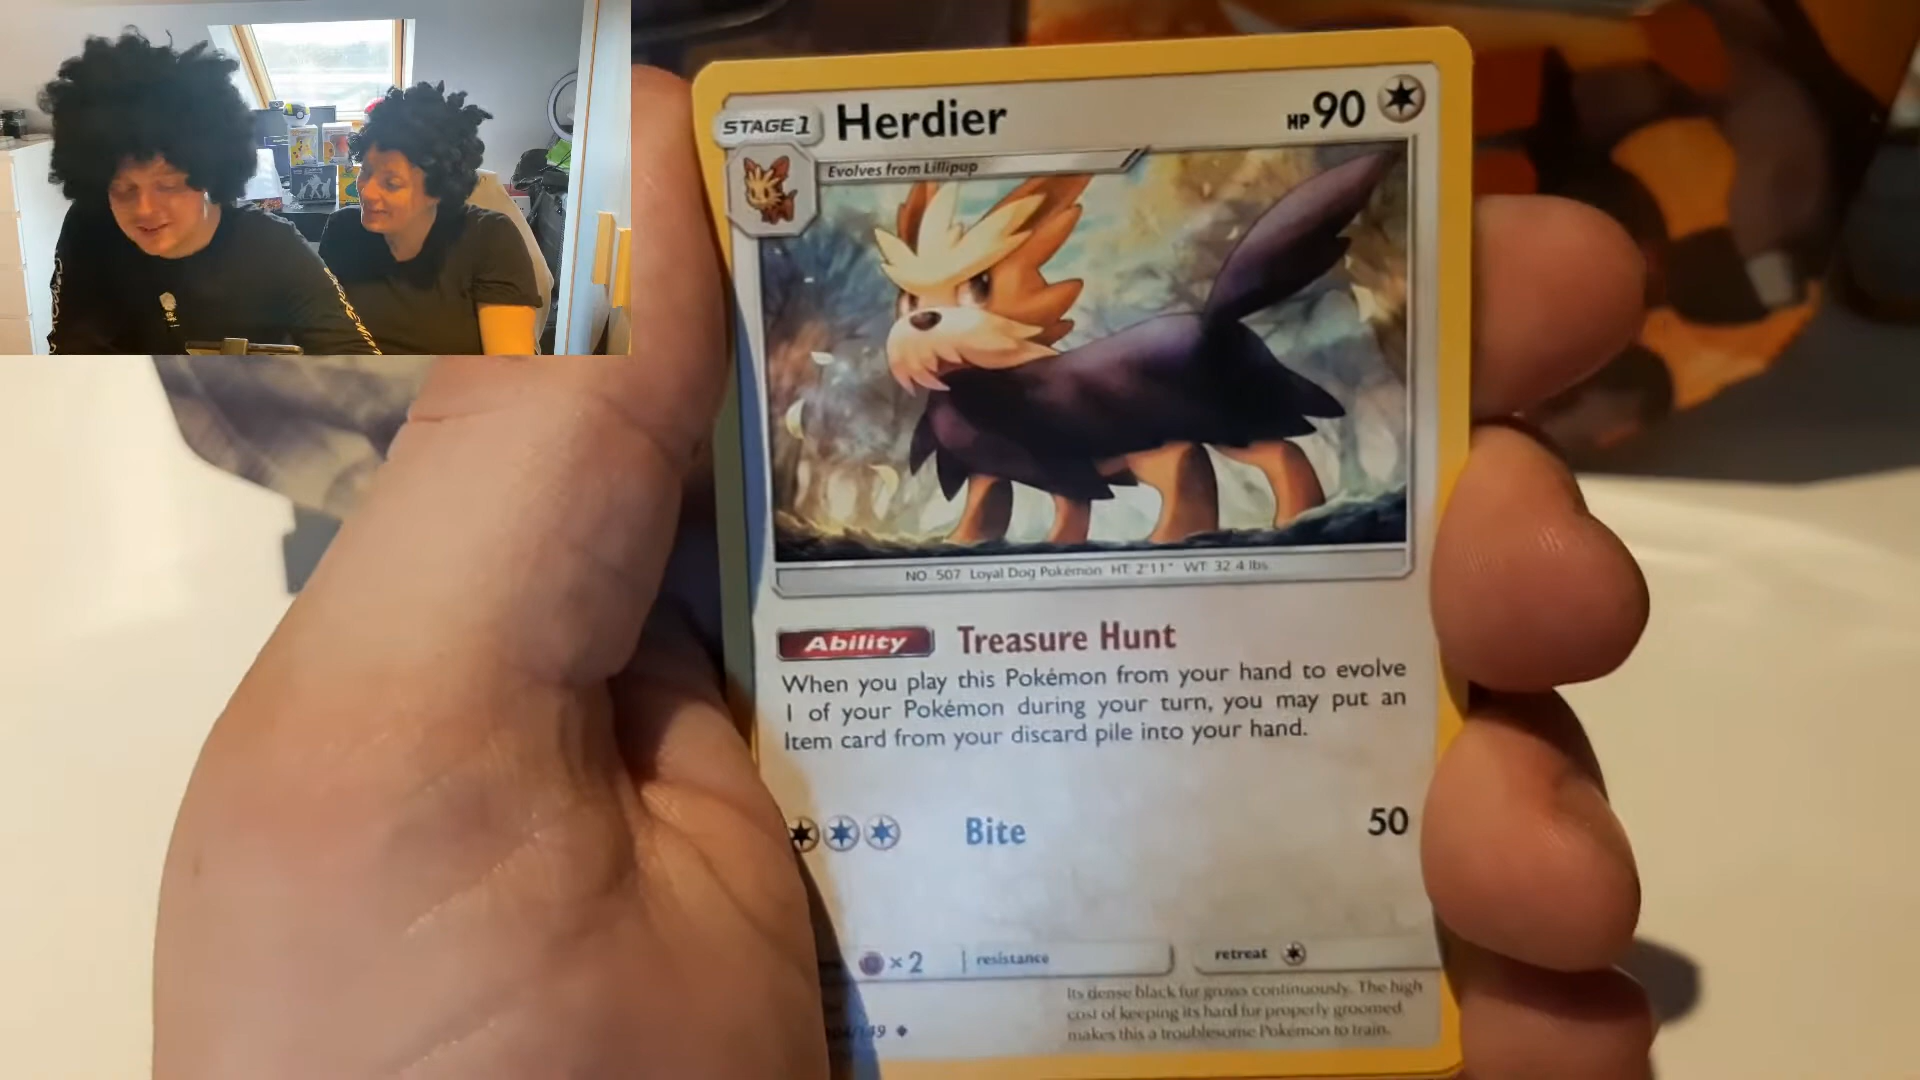 STAGE1 Herdier HP 90
Evolves from Lillipup
NO. 507 Loyal Dog Pokémon HT: 2'11" WT: 32.4 lbs.
Ability Treasure Hunt
When you play this Pokémon from your hand to evolve
1 of your Pokémon during your turn, you may put an
Item card from your discard pile into your hand.
Bite 50
×2 resistance retreat
Its dense black fur grows continuously. The high
cost of keeping its hard fur properly groomed
makes this a troublesome Pokémon to train.